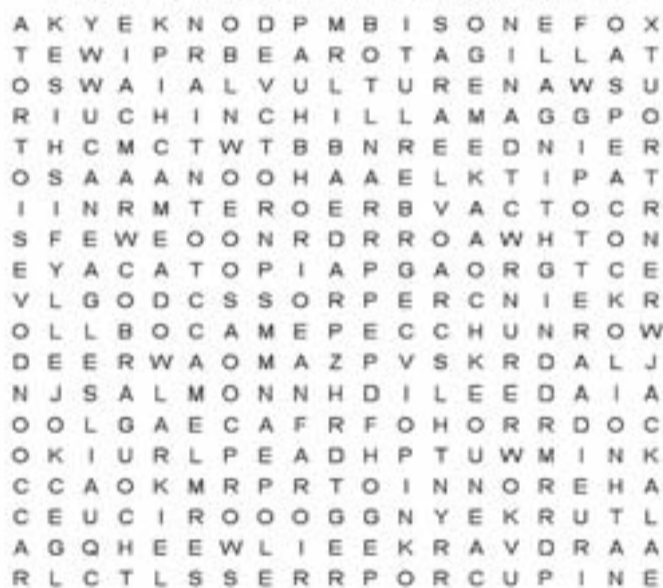 A K Y E K N O D P M B I S O N E F O X
T E W I P R B E A R O T A G I L L A T
O S W A I A L V U L T U R E N A W S U
R I U C H I N C H I L L A M A G G P O
T H C M C T W T B B N R E E D N I E R
O S A A A N O O H A A E L K T I P A T
I I N R M T E R O E R B V A C T O C R
S F E W E O O N R D R R O A W H T O N
E Y A C A T O P I A P G A O R G T C E
V L G O D C S S O R P E R C N I E K R
O L L B O C A M E P E C C H U N R O W
D E E R W A O M A Z P V S K R D A L J
N J S A L M O N N H D I L E E D A I A
O O L G A E C A F R F O H O R R D O C
O K I U R L P E A D H P T U W M I N K
C C A O K M R P R T O I N N O R E H A
C E U C I R O O O G G N Y E K R U T L
A G Q H E E W L I E E K R A V D R A A
R L C T L S S E R R P O R C U P I N E